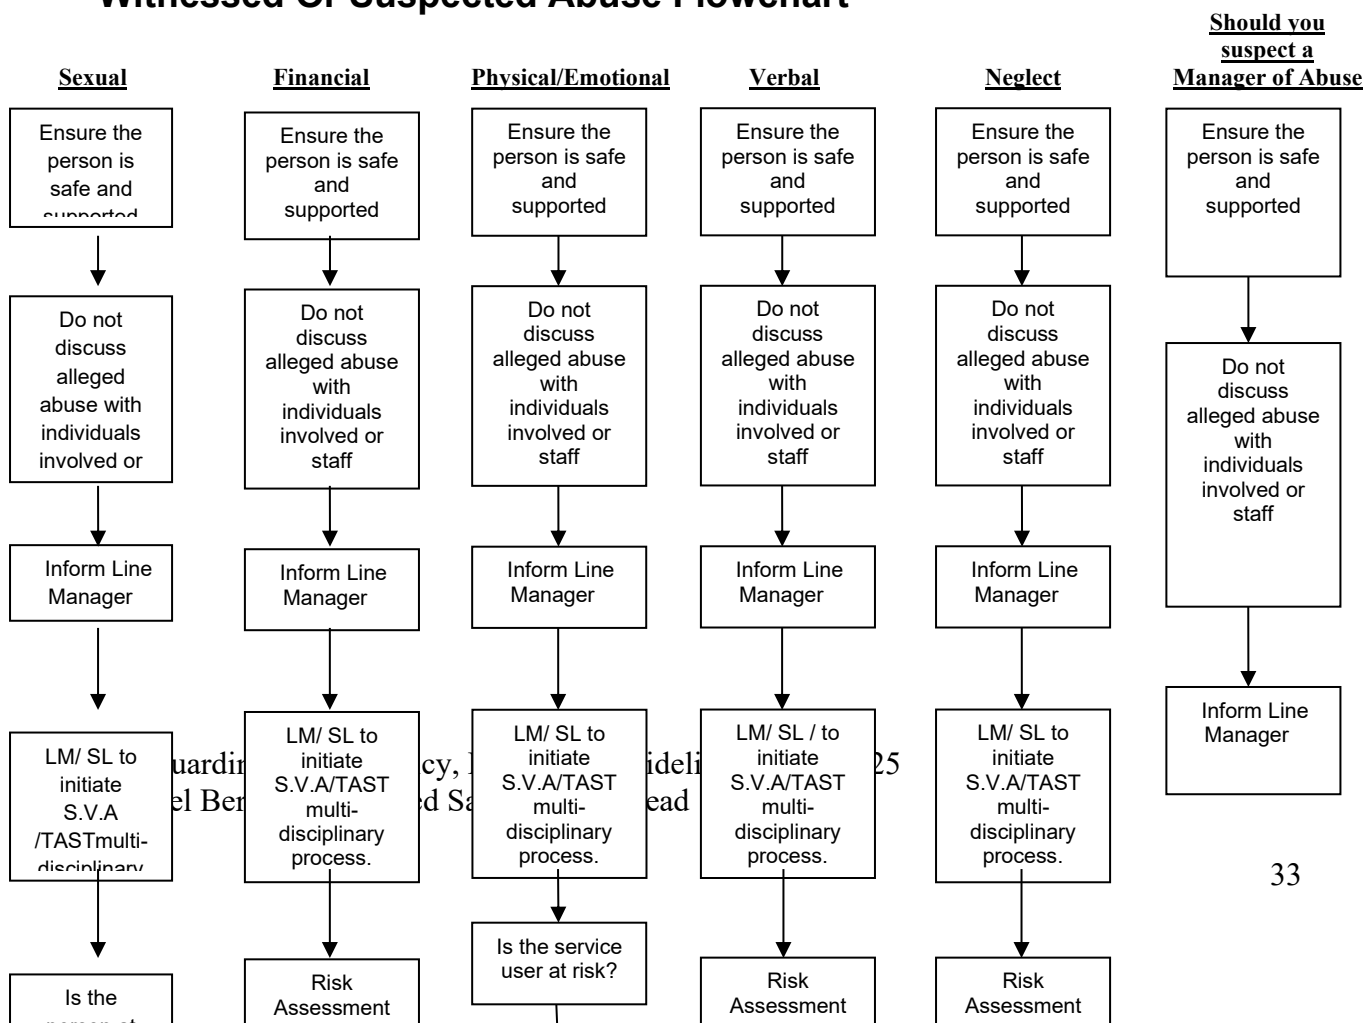 Witnessed Or Suspected Abuse Flowchart
Sexual
Ensure the
person is
safe and
supported
Do not
discuss
alleged
abuse with
individuals
involved or
Inform Line
Manager
LM/ SL to
initiate
S.V.A
/TASTmulti-
disciplinary
Is the
person at
Financial
Ensure the
person is safe
and
supported
Do not
discuss
alleged abuse
with
individuals
involved or
staff
Inform Line
Manager
LM/ SL to
initiate
S.V.A/TAST
multi-
disciplinary
process.
Risk
Assessment
Physical/Emotional
Ensure the
person is safe
and
supported
Do not
discuss
alleged abuse
with
individuals
involved or
staff
Inform Line
Manager
LM/ SL to
initiate
S.V.A/TAST
multi-
disciplinary
process.
Is the service
user at risk?
Verbal
Ensure the
person is safe
and
supported
Do not
discuss
alleged abuse
with
individuals
involved or
staff
Inform Line
Manager
LM/ SL / to
initiate
S.V.A/TAST
multi-
disciplinary
process.
Risk
Assessment
Neglect
Ensure the
person is safe
and
supported
Do not
discuss
alleged abuse
with
individuals
involved or
staff
Inform Line
Manager
LM/ SL to
initiate
S.V.A/TAST
multi-
disciplinary
process.
Risk
Assessment
Should you
suspect a
Manager of Abuse
Ensure the
person is safe
and
supported
Do not
discuss
alleged abuse
with
individuals
involved or
staff
Inform Line
Manager
33